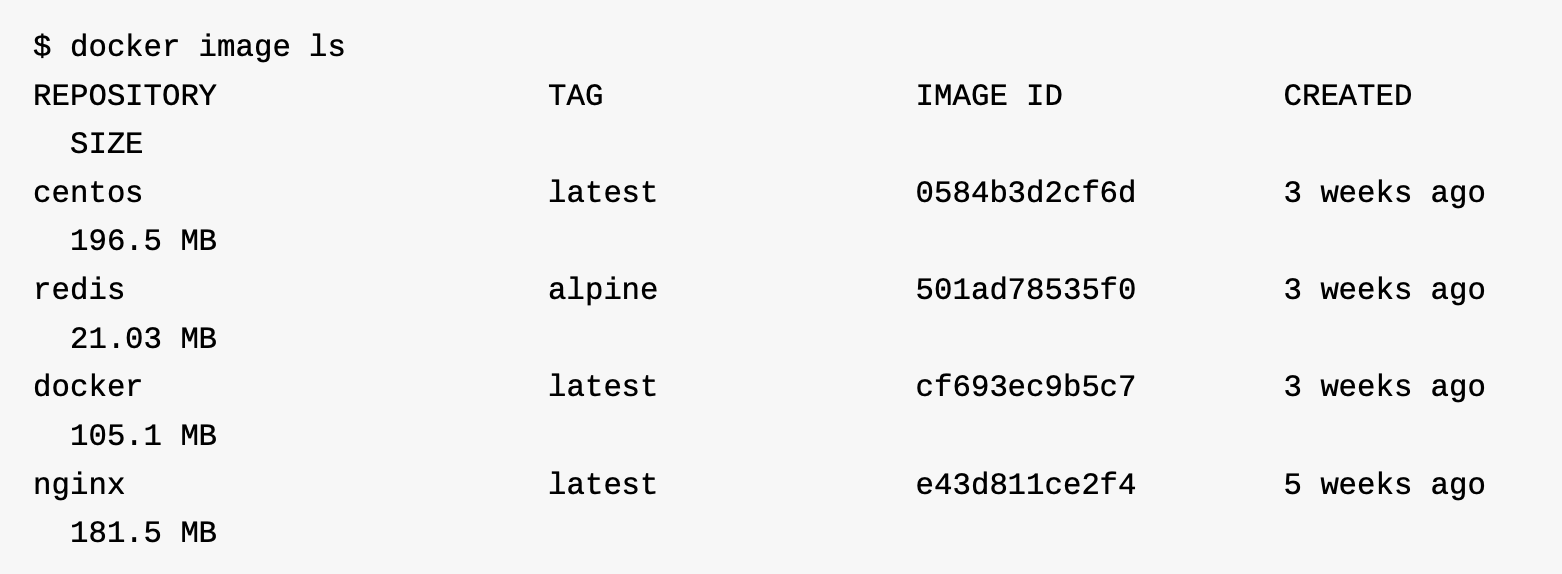 $ docker image ls
REPOSITORY                  TAG                 IMAGE ID            CREATED
  SIZE
centos                      latest              0584b3d2cf6d        3 weeks ago
  196.5 MB
redis                       alpine              501ad78535f0        3 weeks ago
  21.03 MB
docker                      latest              cf693ec9b5c7        3 weeks ago
  105.1 MB
nginx                       latest              e43d811ce2f4        5 weeks ago
  181.5 MB